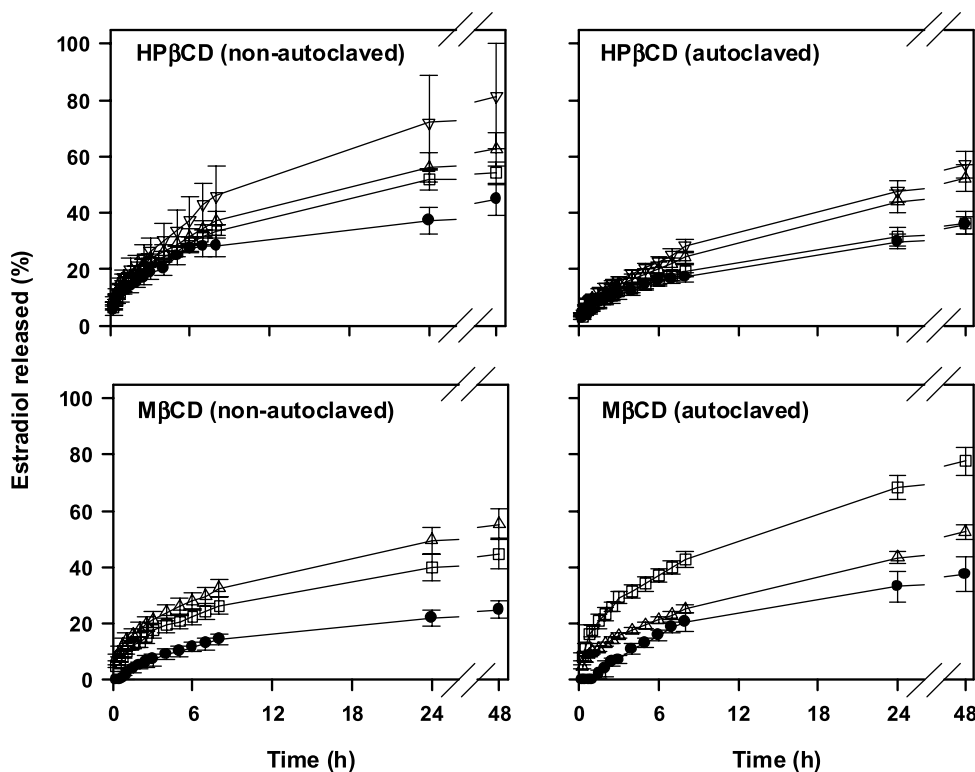 HPβCD (non-autoclaved)
HPβCD (autoclaved)
100
80
60
40
20
0
100
80
60
40
20
0
MβCD (non-autoclaved)
MβCD (autoclaved)
Estradiol released (%)
0 6 12 18 24 48
0 6 12 18 24 48
Time (h)
Time (h)